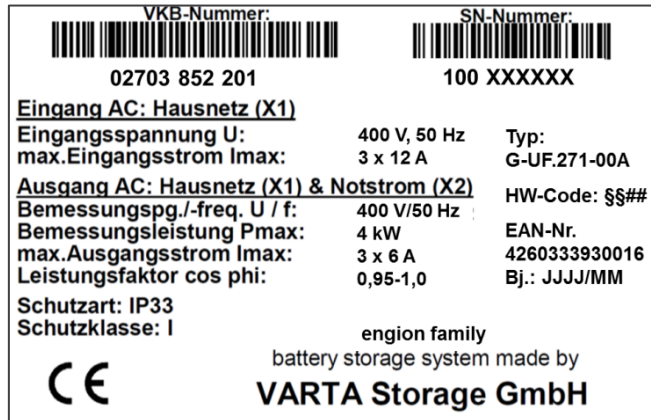 VKB-Nummer: SN-Nummer:
02703 852 201 100 XXXXXX
Eingang AC: Hausnetz (X1)
Eingangsspannung U: 400 V, 50 Hz Typ:
max.Eingangsstrom Imax: 3 x 12 A G-UF.271-00A
Ausgang AC: Hausnetz (X1) & Notstrom (X2)
HW-Code: §§##
Bemessungspg./-freq. U / f: 400 V/50 Hz
Bemessungsleistung Pmax: 4 kW EAN-Nr.
max.Ausgangsstrom Imax: 3 x 6 A 4260333930016
Leistungsfaktor cos phi: 0,95-1,0 Bj.: JJJJ/MM
Schutzart: IP33
Schutzklasse: I
engion family
battery storage system made by
CE VARTA Storage GmbH